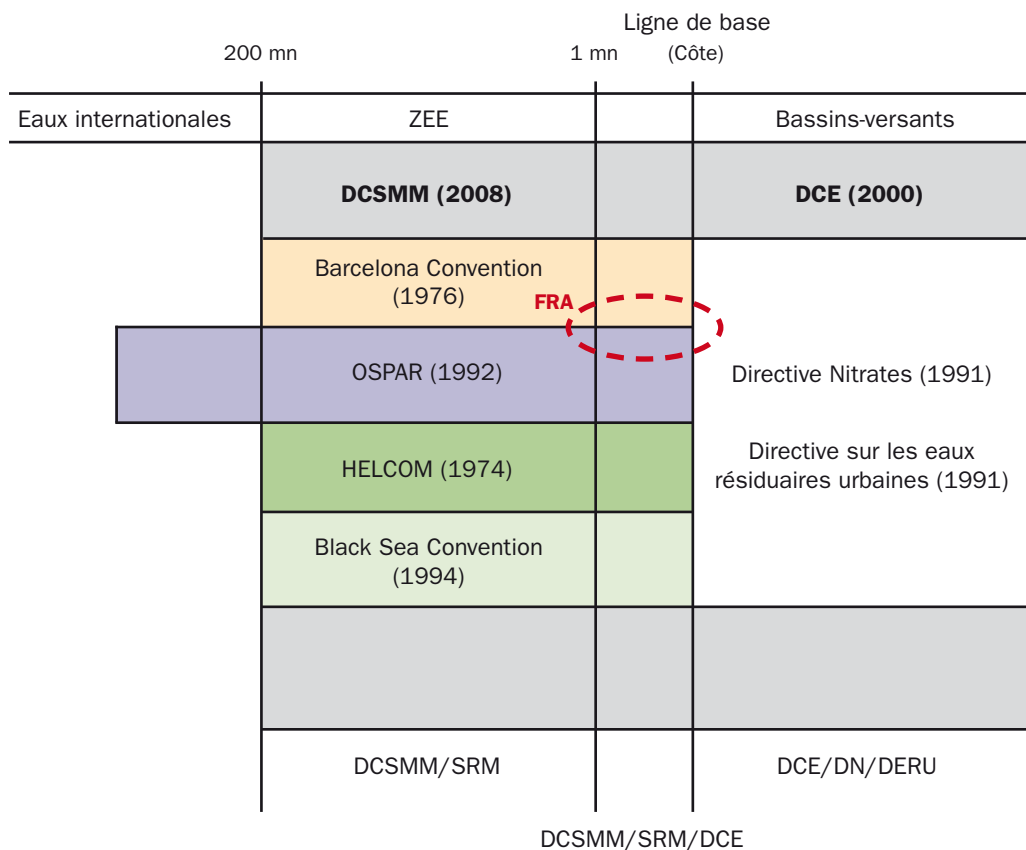 Ligne de base
200 mn
1 mn
(Côte)
Eaux internationales
ZEE
Bassins-versants
DCSMM (2008)
DCE (2000)
Barcelona Convention
(1976)
FRA
OSPAR (1992)
Directive Nitrates (1991)
HELCOM (1974)
Directive sur les eaux
résiduaires urbaines (1991)
Black Sea Convention
(1994)
DCSMM/SRM
DCE/DN/DERU
DCSMM/SRM/DCE